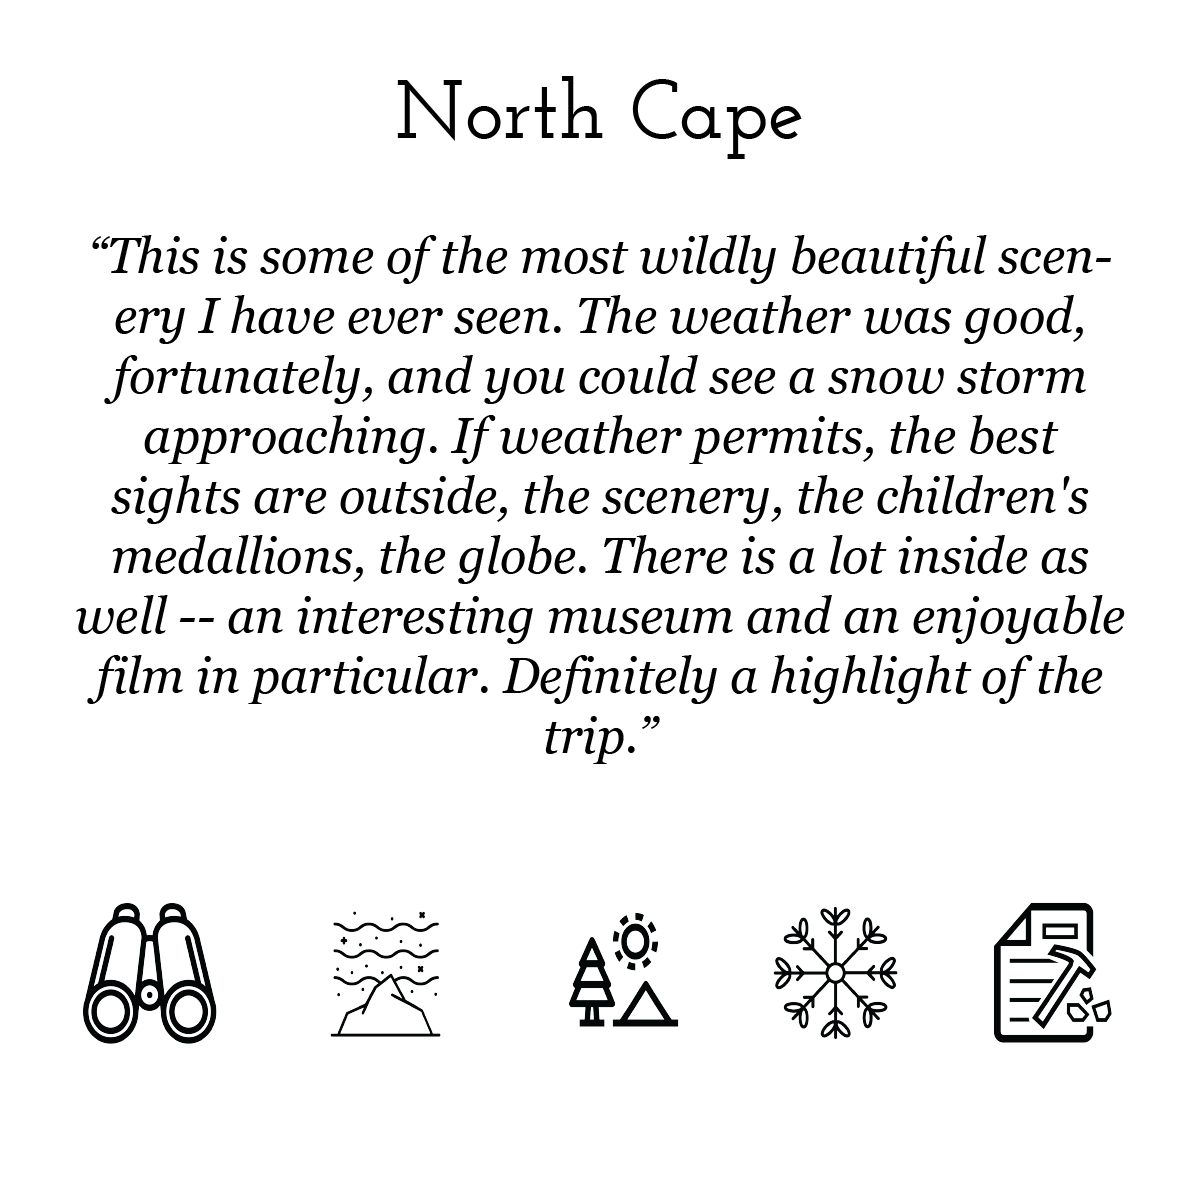 North Cape
“This is some of the most wildly beautiful scen-
ery I have ever seen. The weather was good,
fortunately, and you could see a snow storm
approaching. If weather permits, the best
sights are outside, the scenery, the children's
medallions, the globe. There is a lot inside as
well -- an interesting museum and an enjoyable
film in particular. Definitely a highlight of the
trip.”